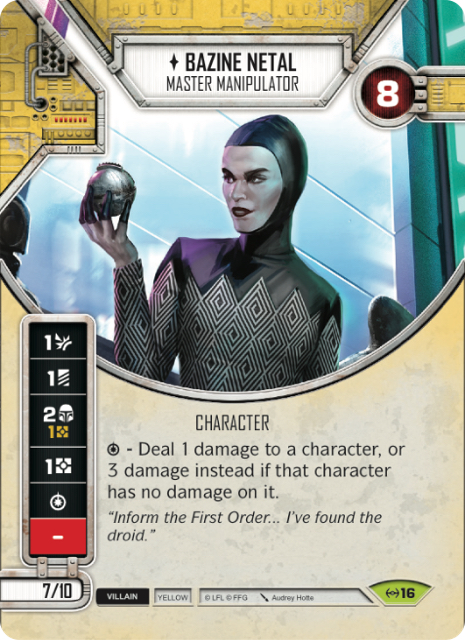 BAZINE NETAL
MASTER MANIPULATOR
8
1
1
2
1
1
-
CHARACTER
- Deal 1 damage to a character, or
3 damage instead if that character
has no damage on it.
“Inform the First Order... I’ve found the
droid.”
7/10
VILLAIN
YELLOW
© LFL © FFG
Audrey Hotte
16